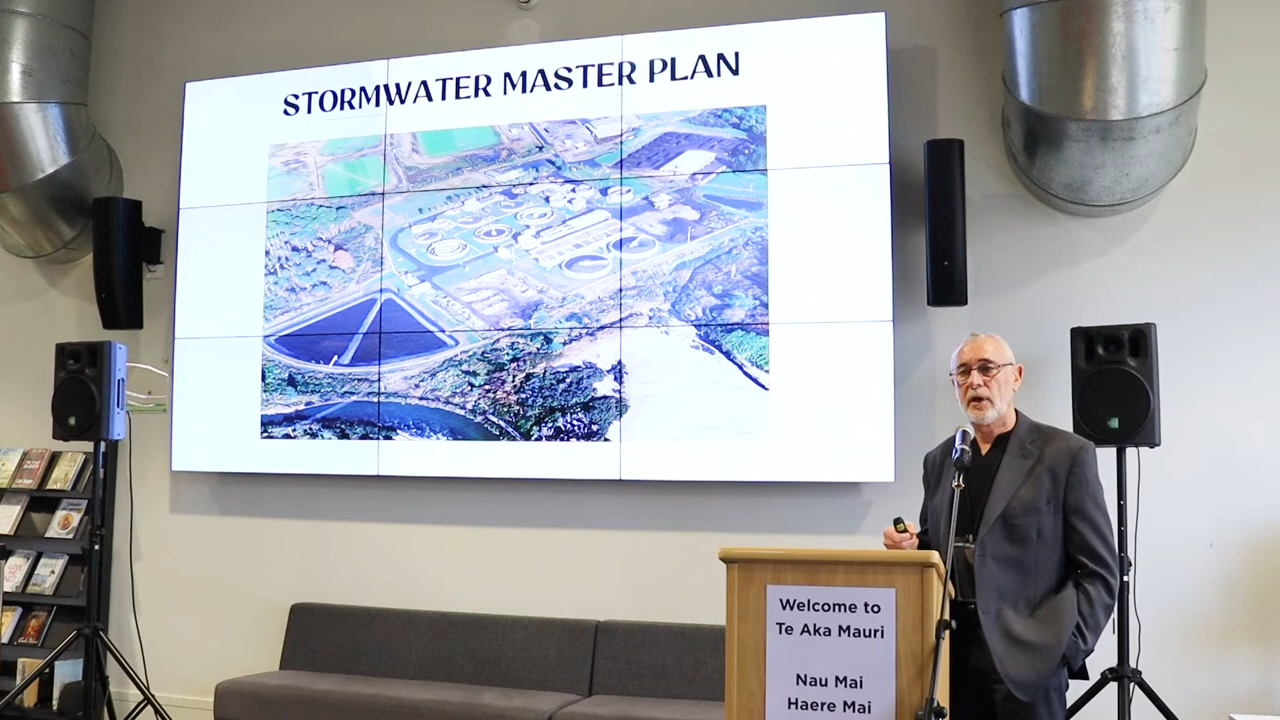 STORMWATER MASTER PLAN
Welcome to
Te Aka Mauri
Nau Mai
Haere Mai